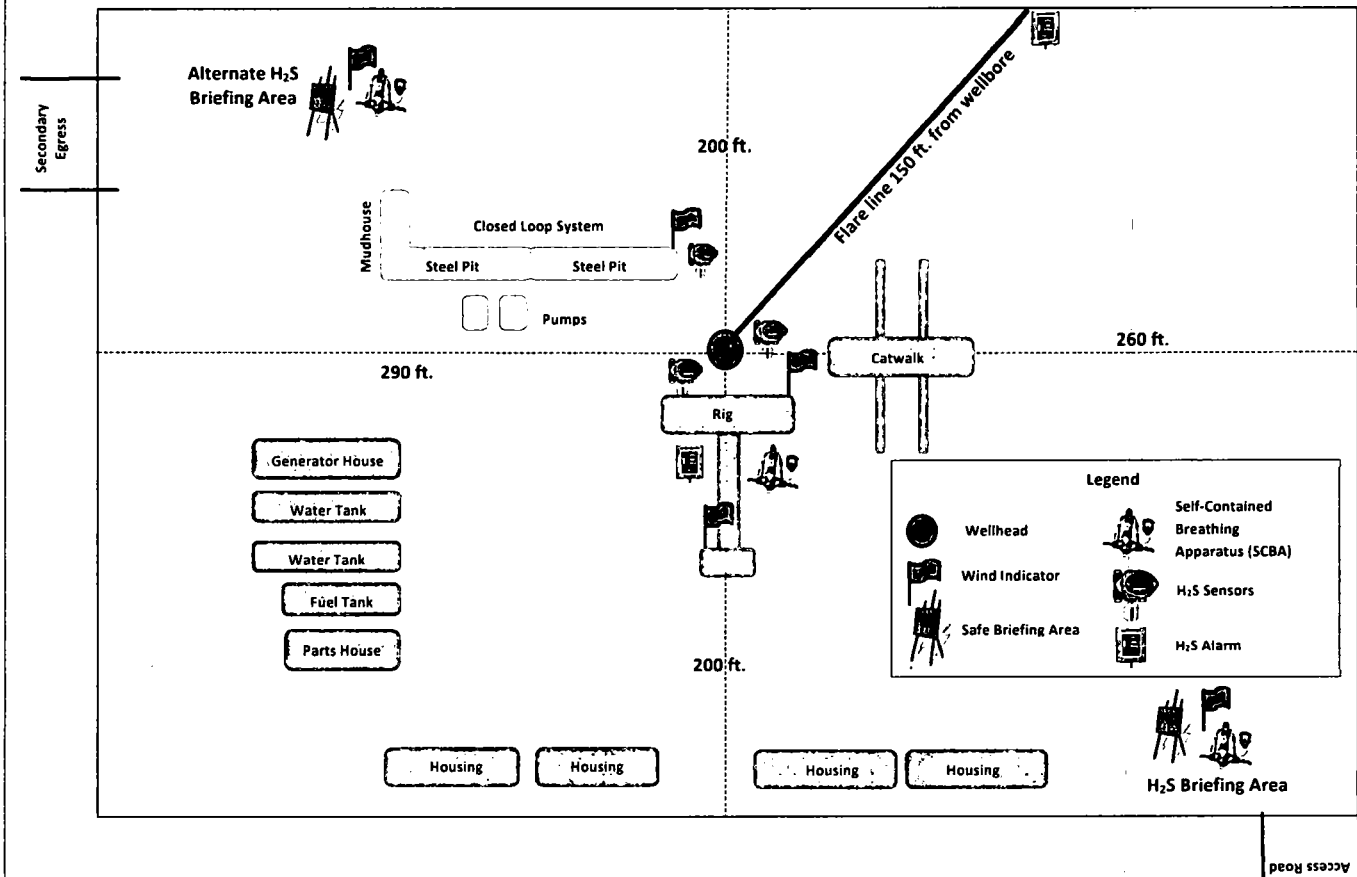 Alternate H₂S
Briefing Area
Secondary
Egress
200 ft.
Flare line 150 ft. from wellbore
Mudhouse
Closed Loop System
Steel Pit
Steel Pit
Pumps
290 ft.
260 ft.
Catwalk
Rig
Generator House
Water Tank
Water Tank
Fuel Tank
Parts House
Legend
Wellhead
Wind Indicator
Safe Briefing Area
Self-Contained
Breathing
Apparatus (SCBA)
H₂S Sensors
H₂S Alarm
200 ft.
Housing
Housing
Housing
Housing
H₂S Briefing Area
Access Road